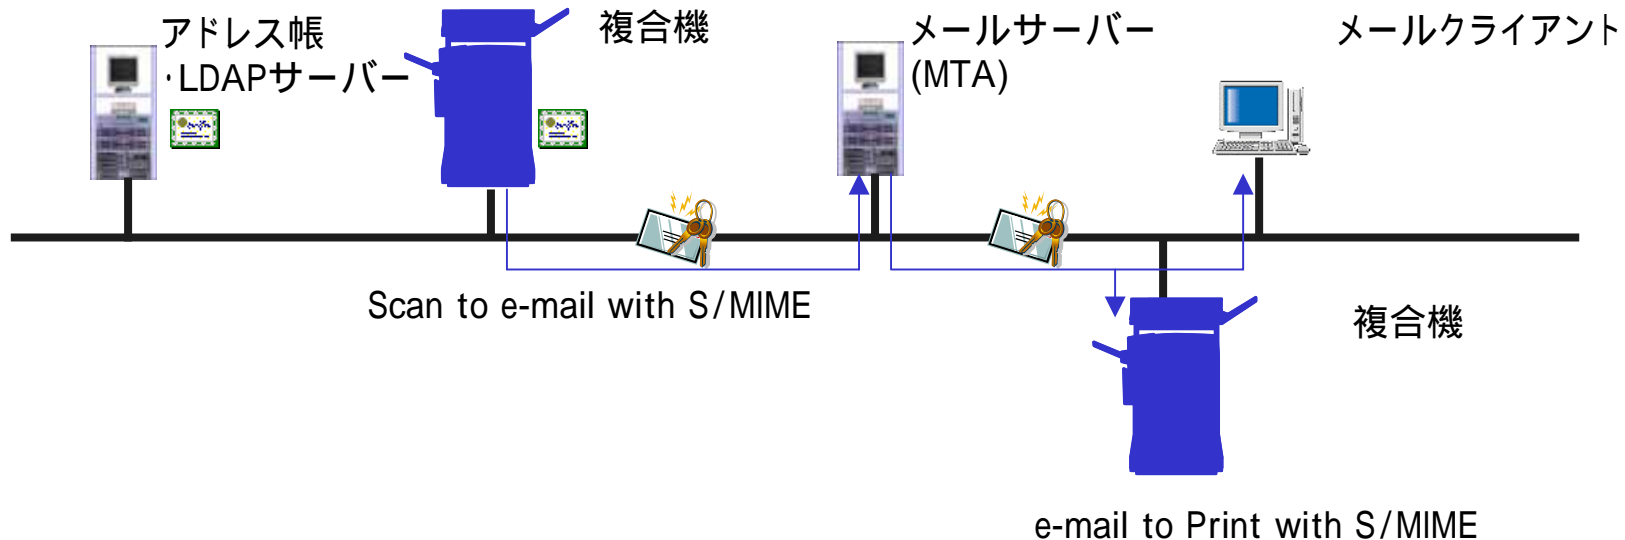 アドレス帳
・LDAPサーバー
複合機
メールサーバー
(MTA)
メールクライアント
Scan to e-mail with S/MIME
複合機
e-mail to Print with S/MIME